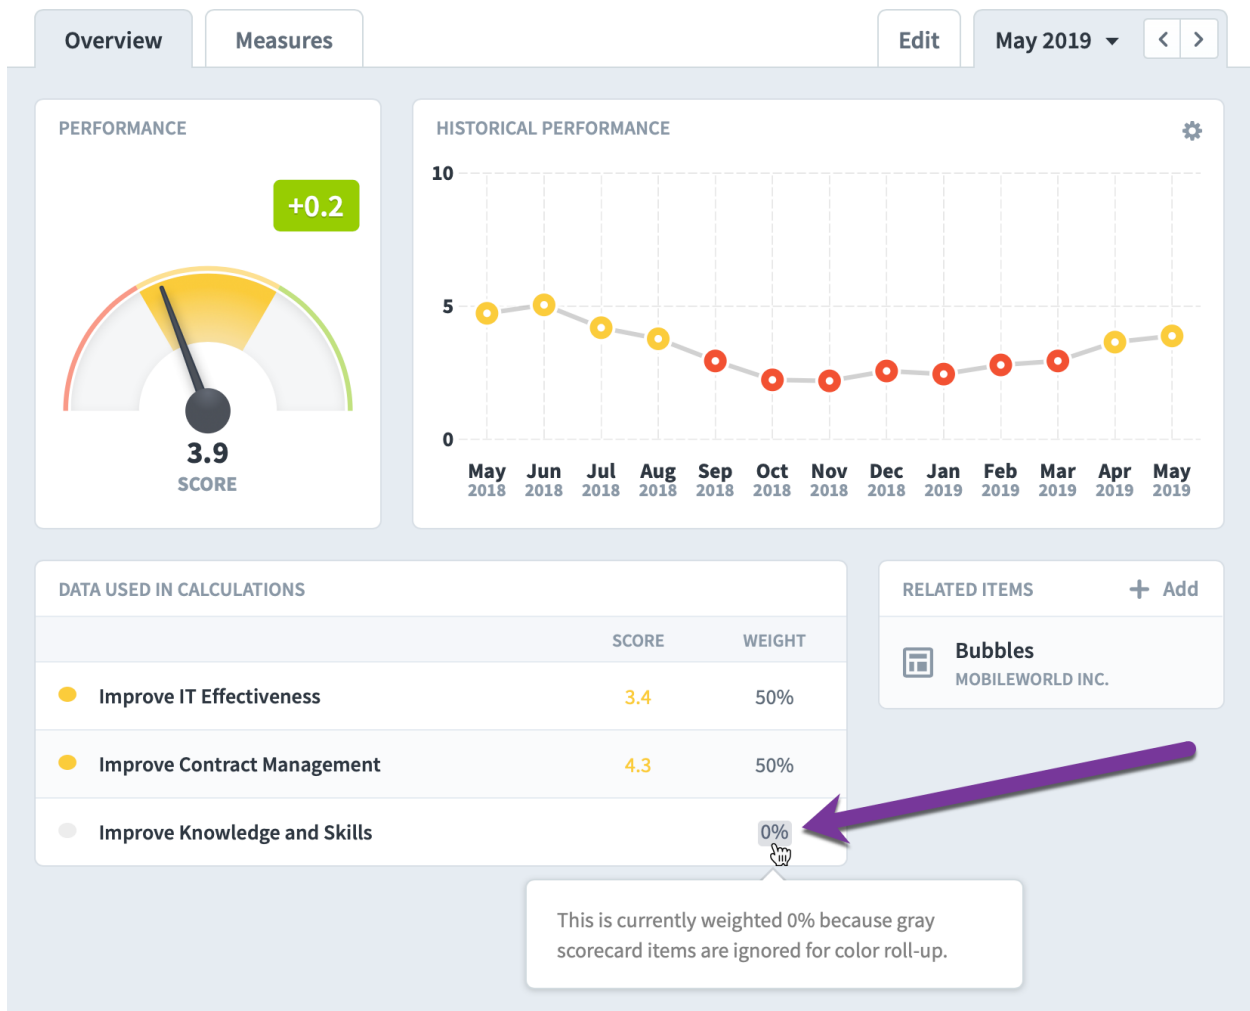 Overview
Measures
Edit
May 2019
PERFORMANCE
+0.2
3.9
SCORE
HISTORICAL PERFORMANCE
10
5
0
May Jun Jul Aug Sep Oct Nov Dec Jan Feb Mar Apr May
2018 2018 2018 2018 2018 2018 2018 2018 2019 2019 2019 2019 2019
DATA USED IN CALCULATIONS
SCORE WEIGHT
Improve IT Effectiveness 3.4 50%
Improve Contract Management 4.3 50%
Improve Knowledge and Skills 0%
This is currently weighted 0% because gray
scorecard items are ignored for color roll-up.
RELATED ITEMS
Add
Bubbles
MOBILEWORLD INC.